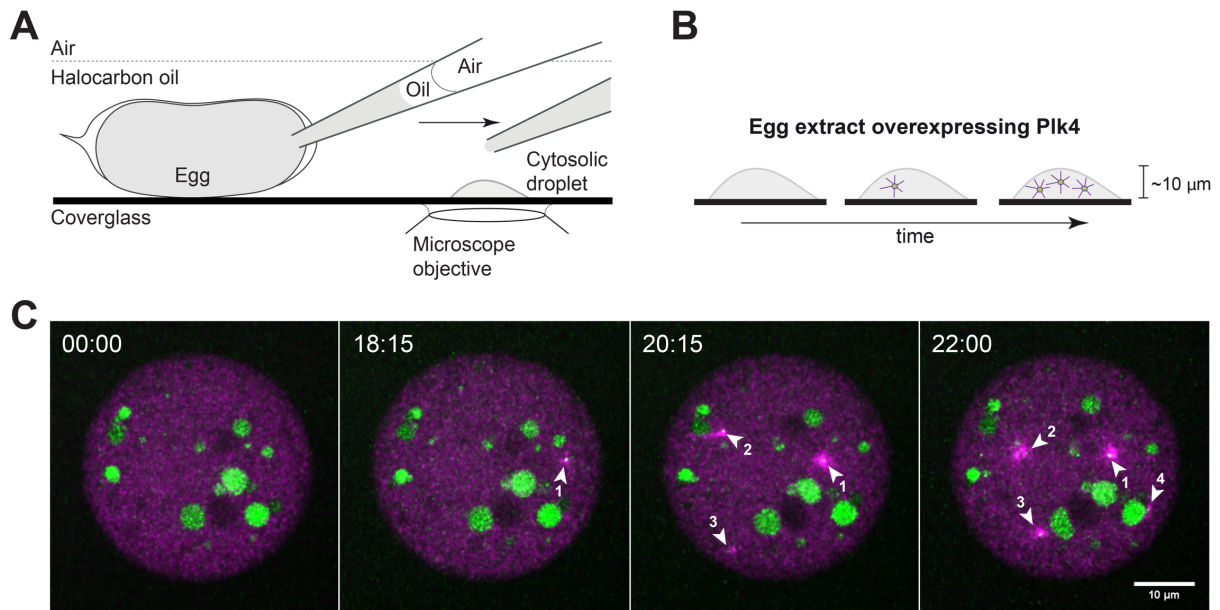 A
Air
Halocarbon oil
Air
Oil
Egg
Cytosolic
droplet
Coverglass
Microscope
objective
B
Egg extract overexpressing Plk4
~10 µm
time
C
00:00
18:15
1
20:15
2
1
3
22:00
2
1
4
3
10 µm